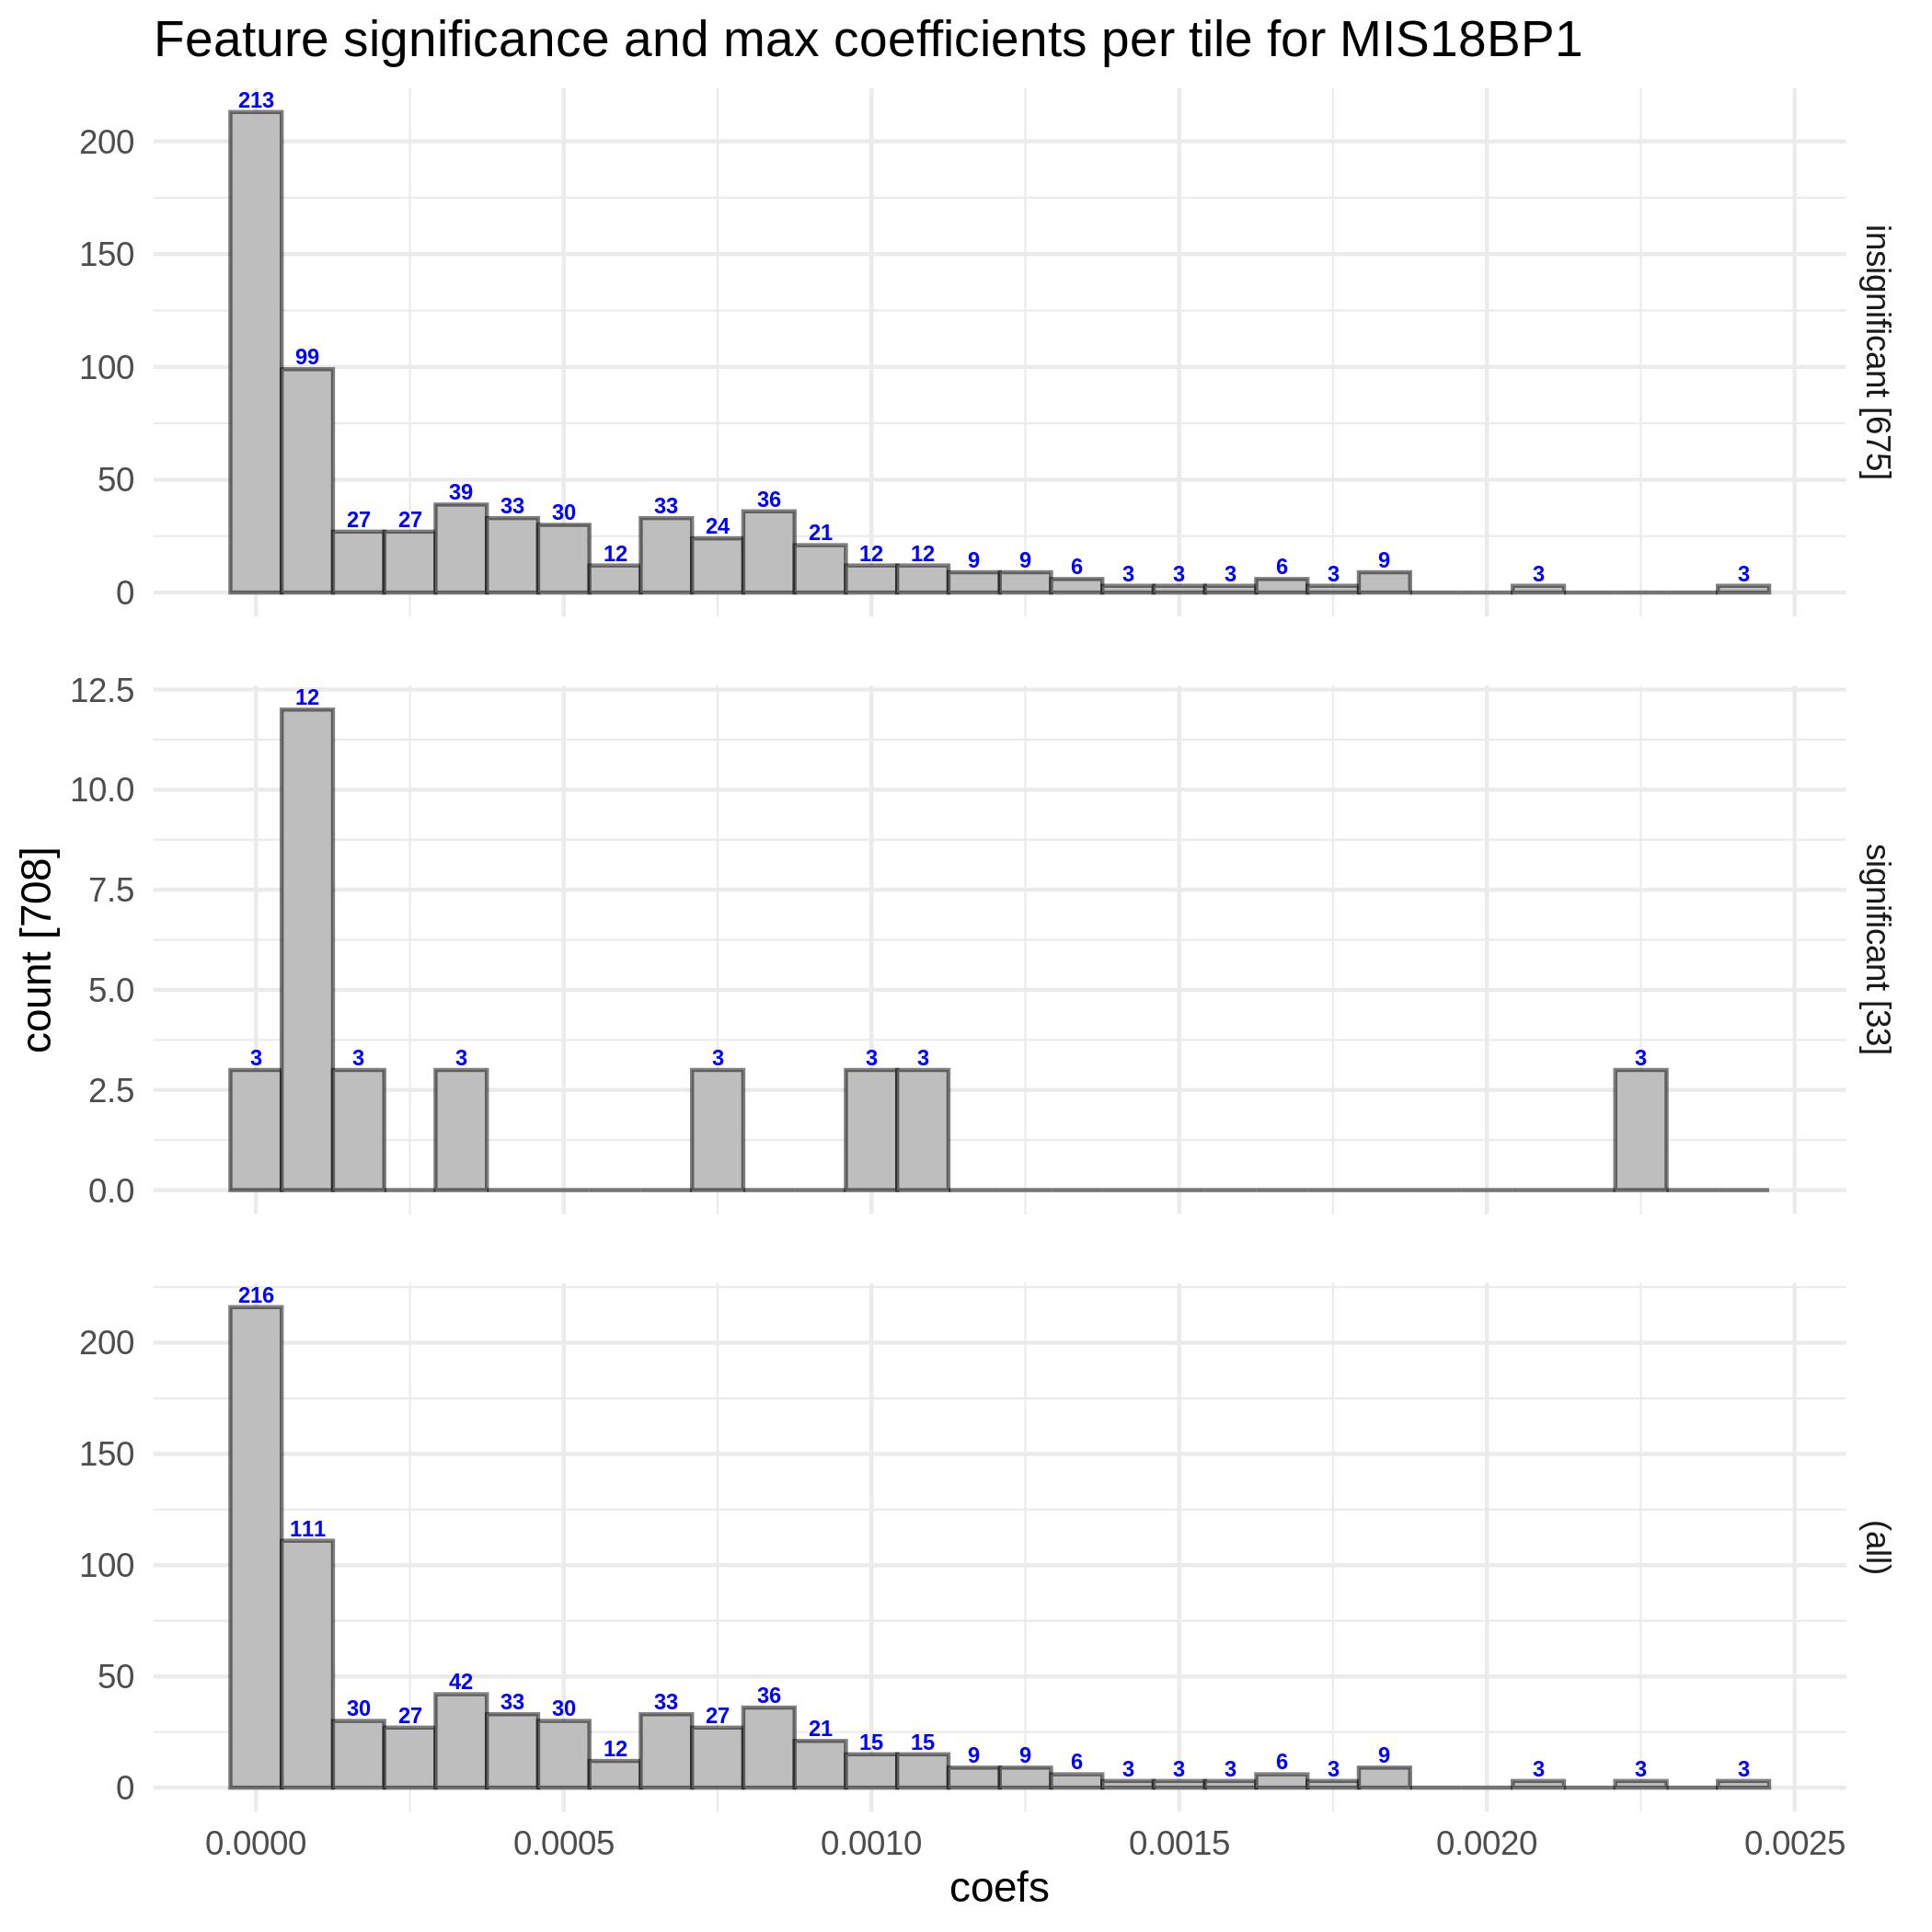 Feature significance and max coefficients per tile for MIS18BP1
count [708]
200
150
100
50
0
213
99
27 27 39 33 30 12 33 24 36 21 12 12 9 9 6 3 3 3 6 3 9 3 3
insignificant [675]
12.5
10.0
7.5
5.0
2.5
0.0
12
3 3 3 3 3 3 3
significant [33]
200
150
100
50
0
216
111
30 27 42 33 30 12 33 27 36 21 15 15 9 9 6 3 3 3 6 3 9 3 3 3
(all)
0.0000 0.0005 0.0010 0.0015 0.0020 0.0025
coefs